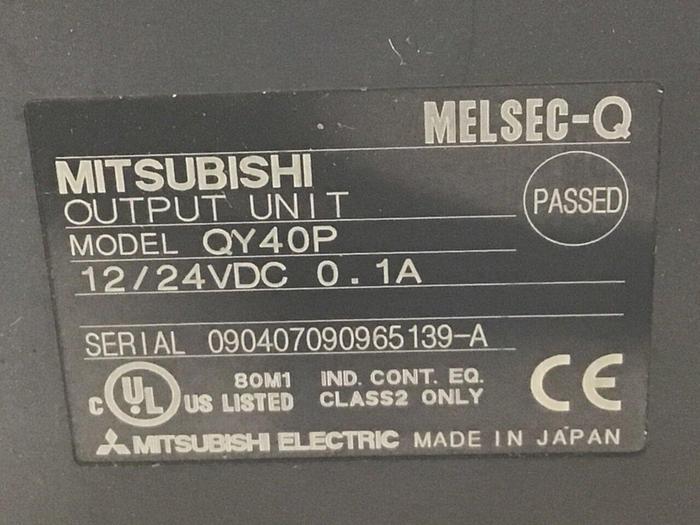 MELSEC-Q
MITSUBISHI
OUTPUT UNIT
PASSED
MODEL QY40P
12/24VDC 0.1A
SERIAL 090407090965139-A
C UL US LISTED 80M1 IND. CONT. EQ.
CLASS2 ONLY
CE
MITSUBISHI ELECTRIC MADE IN JAPAN